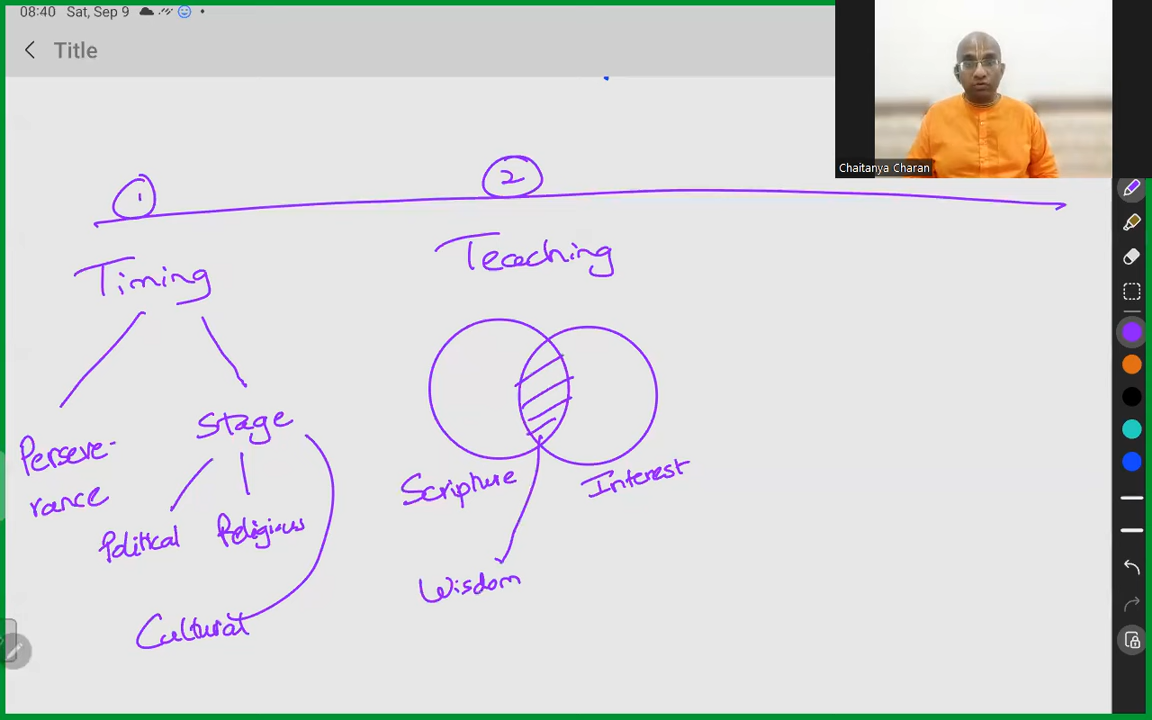 08:40 Sat, Sep 9
Title
Chaitanya Charan
1
2
Timing
Teaching
Perseve-
rance
Stage
Political
Religious
Cultural
Scripture
Interest
Wisdom